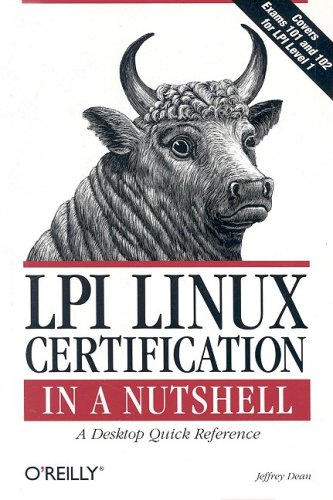 Covers
Exams 101 and 102
for LPI Level 1
LPI LINUX
CERTIFICATION
IN A NUTSHELL
A Desktop Quick Reference
O'REILLY®
Jeffrey Dean